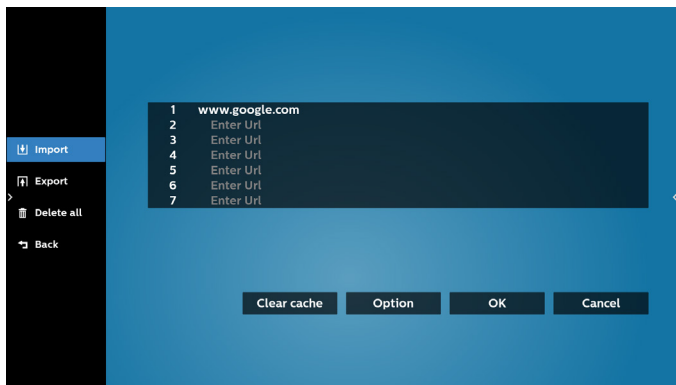 1 www.google.com
2 Enter Url
3 Enter Url
4 Enter Url
5 Enter Url
6 Enter Url
7 Enter Url
Import
Export
Delete all
Back
Clear cache Option OK Cancel